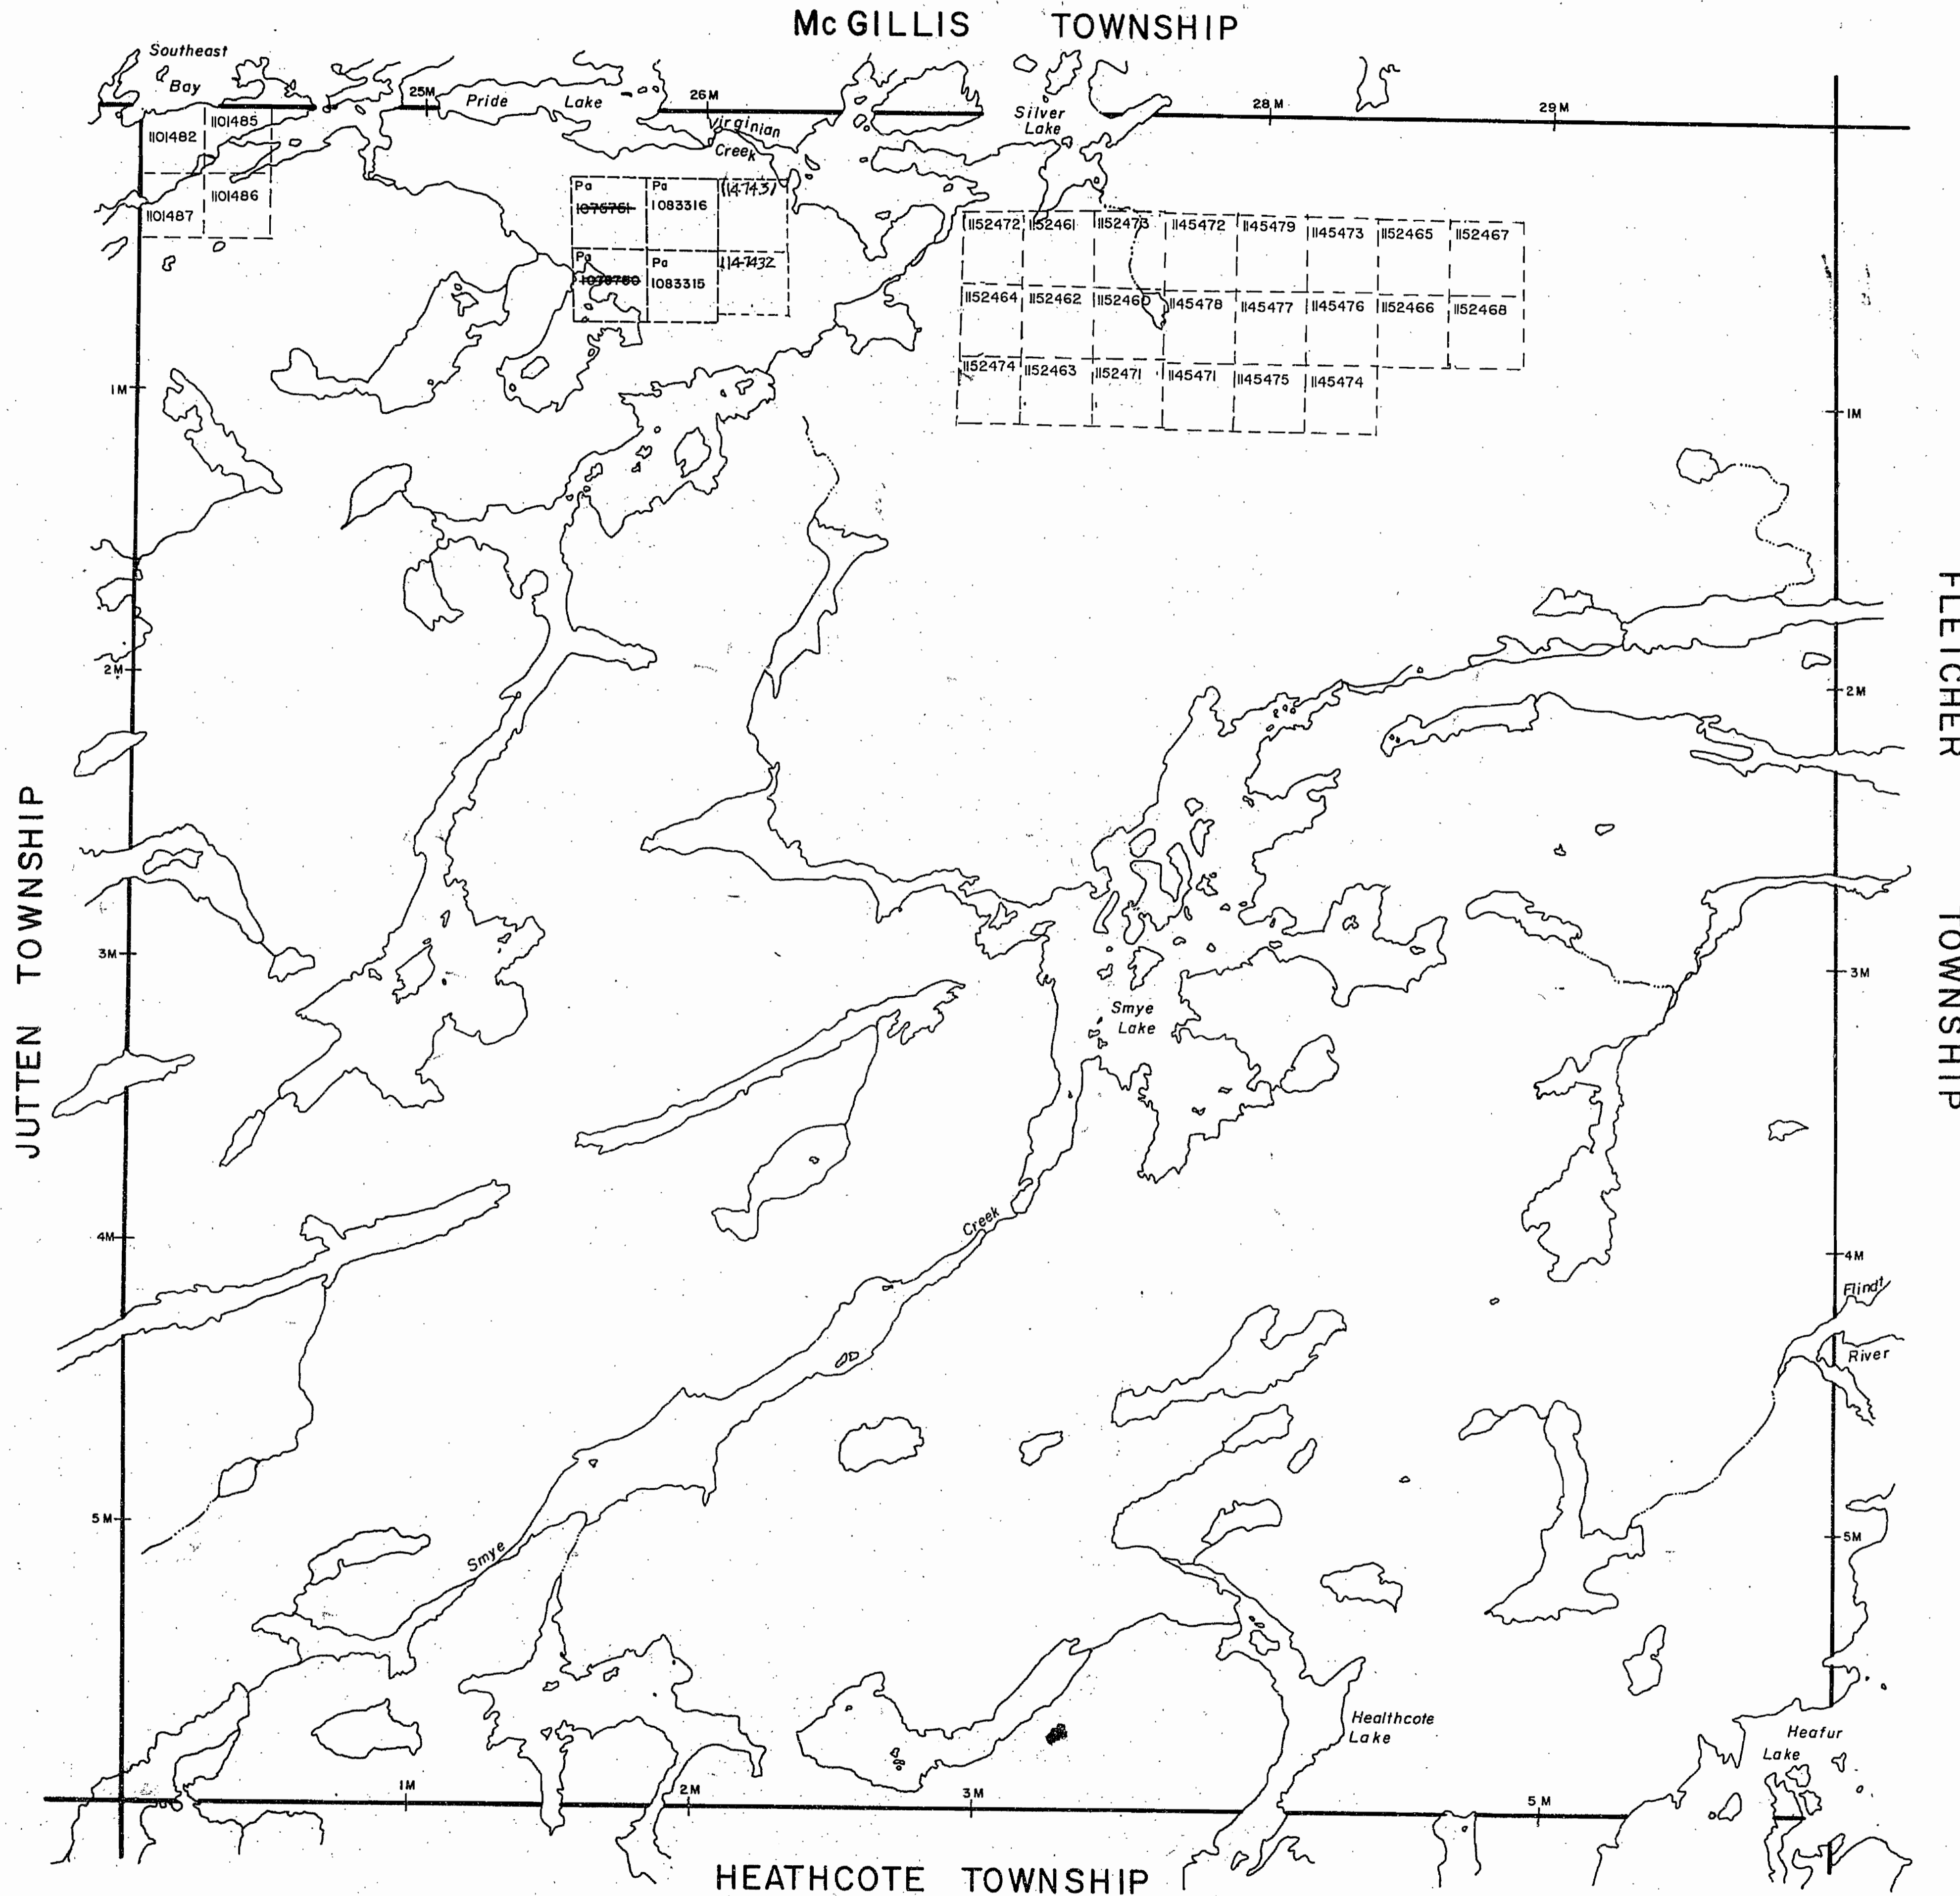 Mc GILLIS TOWNSHIP
Southeast
Bay
25M
Pride Lake
26M
Virginian
Creek
Silver
Lake
28M
29M
1101482
1101485
1101487
1101486
Pa
1076761
Pa
1083316
1147431
Pa
1076760
Pa
1083315
1147432
1152472 1152461 1152473 1145472 1145479 1145473 1152465 1152467
1152464 1152462 1152460 1145478 1145477 1145476 1152466 1152468
1152474 1152463 1152471 1145471 1145475 1145474
1M
1M
2M
2M
3M
3M
4M
4M
5M
5M
JUTTEN TOWNSHIP
FLETCHER TOWNSHIP
Smye
Lake
Creek
Smye
Flindt
River
Healthcote
Lake
Heafur
Lake
1M
2M
3M
5M
HEATHCOTE TOWNSHIP